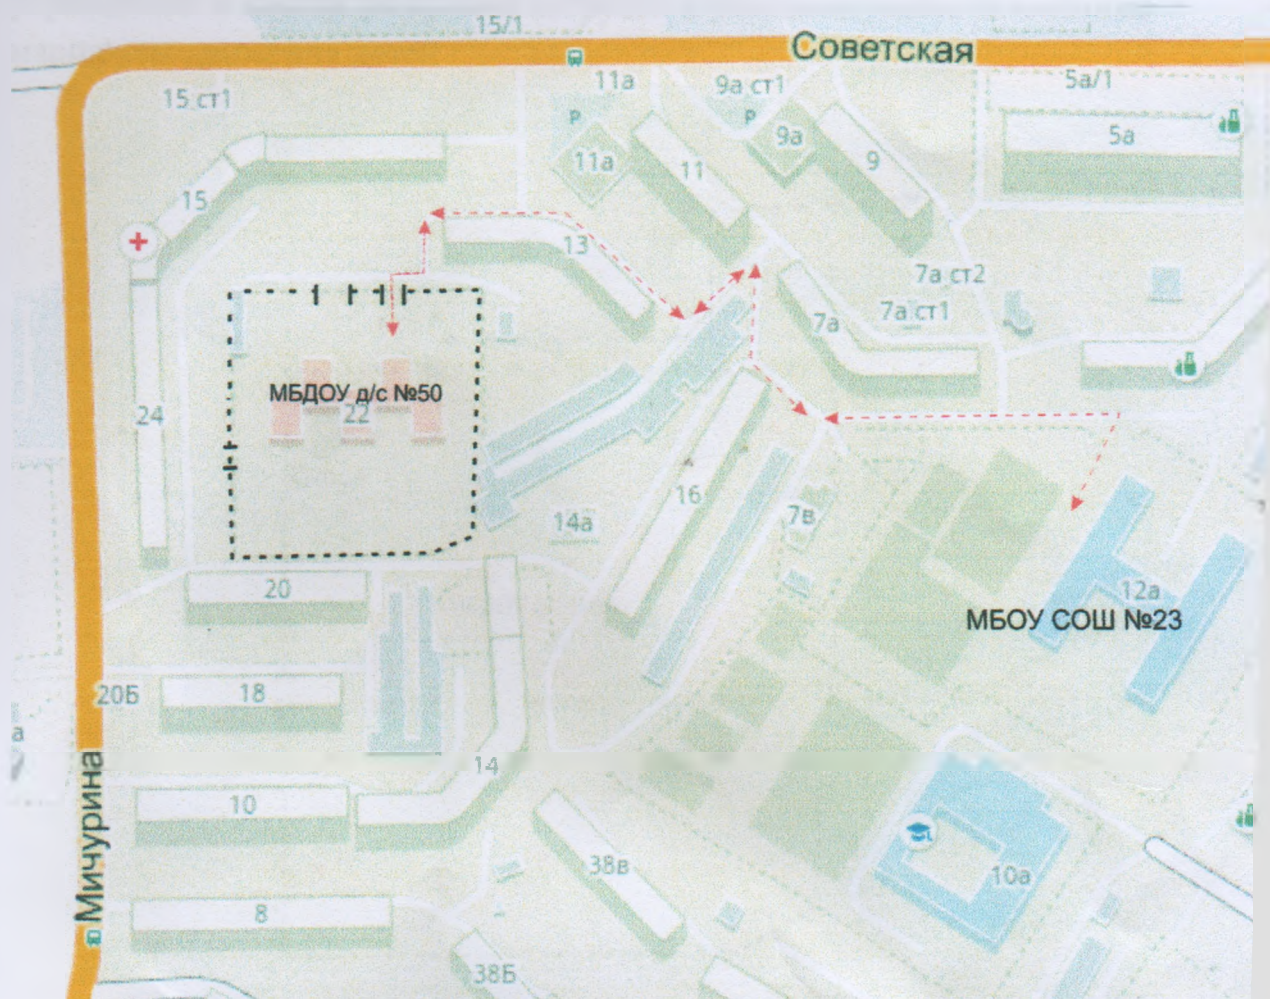 15/1
Советская
11а
9а ст1
5а/1
15 ст1
P
P
9а
5а
11а
11
9
15
13
7а ст2
7а ст1
7а
МБДОУ д/с №50
22
24
16
14а
7в
20
12а
МБОУ СОШ №23
20Б
18
а
14
Мичурина
10
38в
10а
8
38Б